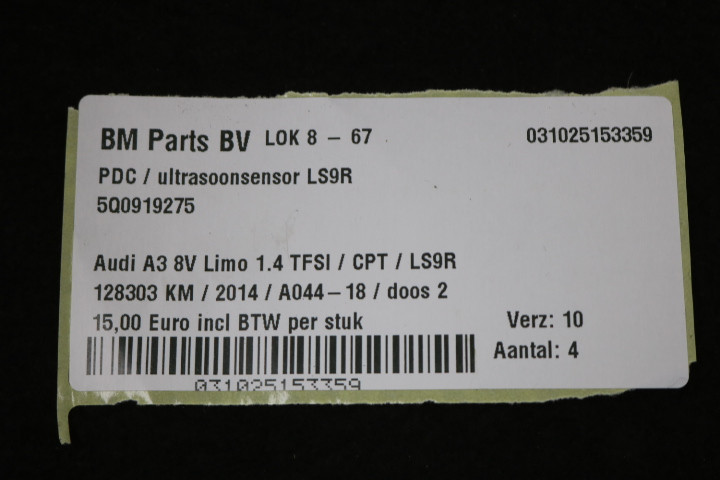 BM Parts BV LOK 8 - 67 031025153359
PDC / ultrasoonsensor LS9R
5Q0919275
Audi A3 8V Limo 1.4 TFSI / CPT / LS9R
128303 KM / 2014 / A044-18 / doos 2
15,00 Euro incl BTW per stuk Verz: 10
Aantal: 4
031025153359